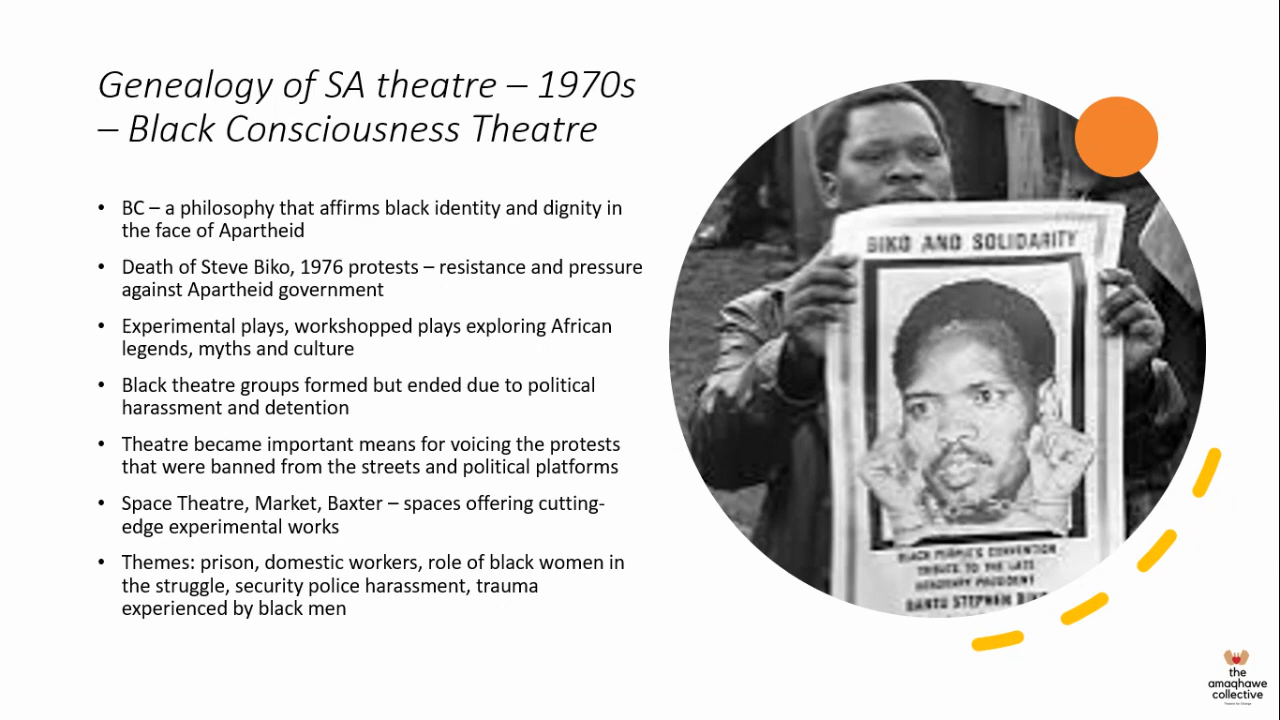 Genealogy of SA theatre – 1970s
– Black Consciousness Theatre
• BC – a philosophy that affirms black identity and dignity in
the face of Apartheid
• Death of Steve Biko, 1976 protests – resistance and pressure
against Apartheid government
• Experimental plays, workshopped plays exploring African
legends, myths and culture
• Black theatre groups formed but ended due to political
harassment and detention
• Theatre became important means for voicing the protests
that were banned from the streets and political platforms
• Space Theatre, Market, Baxter – spaces offering cutting-
edge experimental works
• Themes: prison, domestic workers, role of black women in
the struggle, security police harassment, trauma
experienced by black men
BIKO AND SOLIDARITY
BLACK PEOPLE'S CONVENTION
TRIBUTE TO THE LATE
HONORARY PRESIDENT
BANTU STEPHEN BIKO
the
amaqhawe
collective